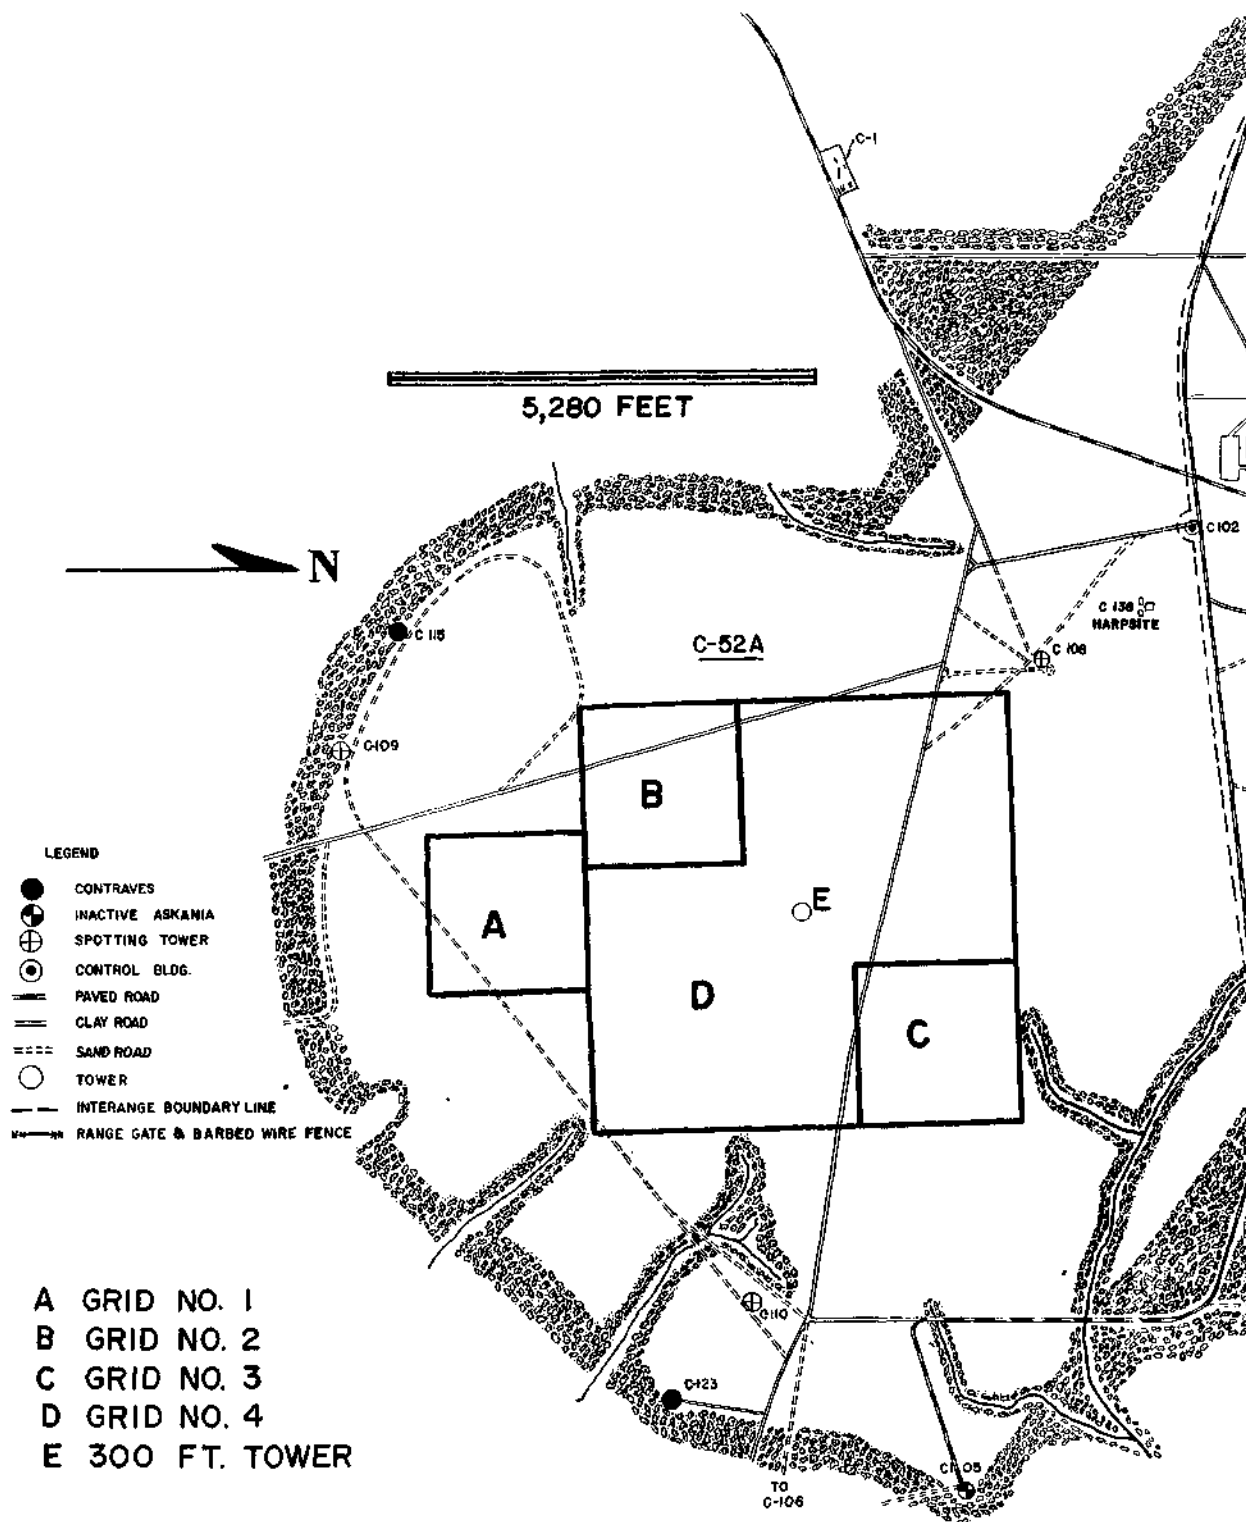 C-1
5,280 FEET
N
C 102
C 115
C 138
HARPSITE
C-52A
C 108
C-109
B
LEGEND
CONTRAVES
INACTIVE ASKANIA
SPOTTING TOWER
CONTROL BLDG.
PAVED ROAD
CLAY ROAD
SAND ROAD
TOWER
INTERANGE BOUNDARY LINE
RANGE GATE & BARBED WIRE FENCE
A
E
D
C
C-110
C-123
C-105
TO
C-106
A GRID NO. 1
B GRID NO. 2
C GRID NO. 3
D GRID NO. 4
E 300 FT. TOWER